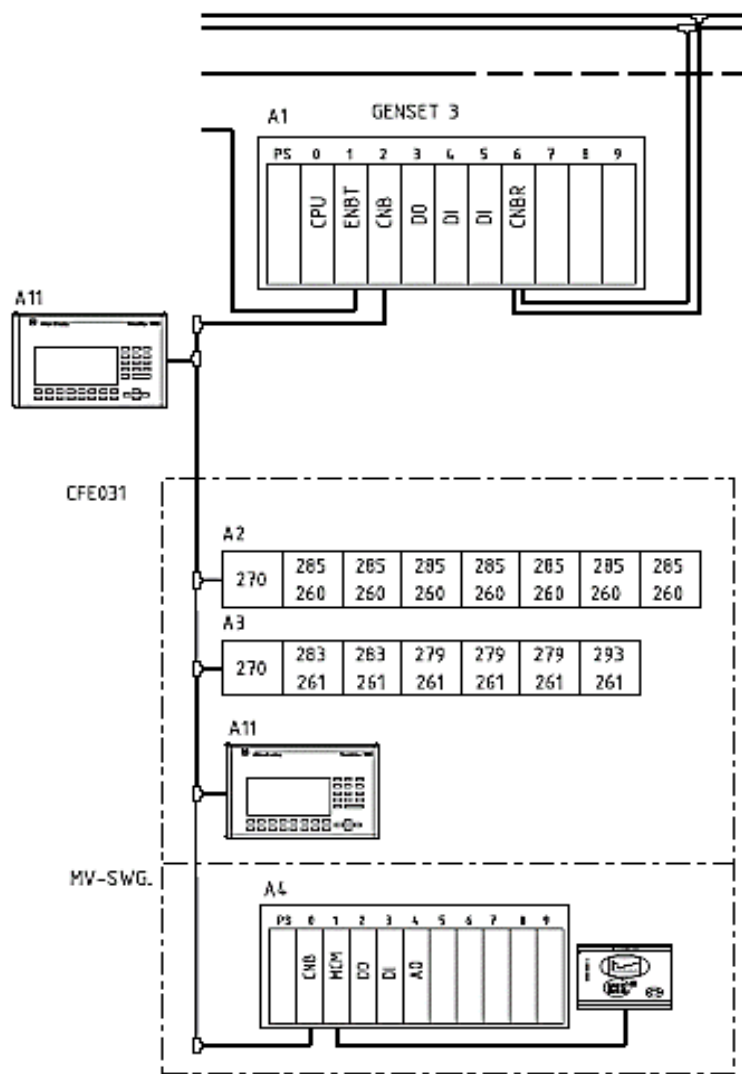 GENSET 3
A1
PS 0 1 2 3 4 5 6 7 8 9
CPU ENBT CNB DO DI DI CNBR
A11
CFE031
A2
270 285 285 285 285 285 285 285
260 260 260 260 260 260 260
A3
270 283 283 279 279 279 293
261 261 261 261 261 261
A11
MV-SWG.
A4
PS 0 1 2 3 4 5 6 7 8 9
CNB MCM DO DI AO